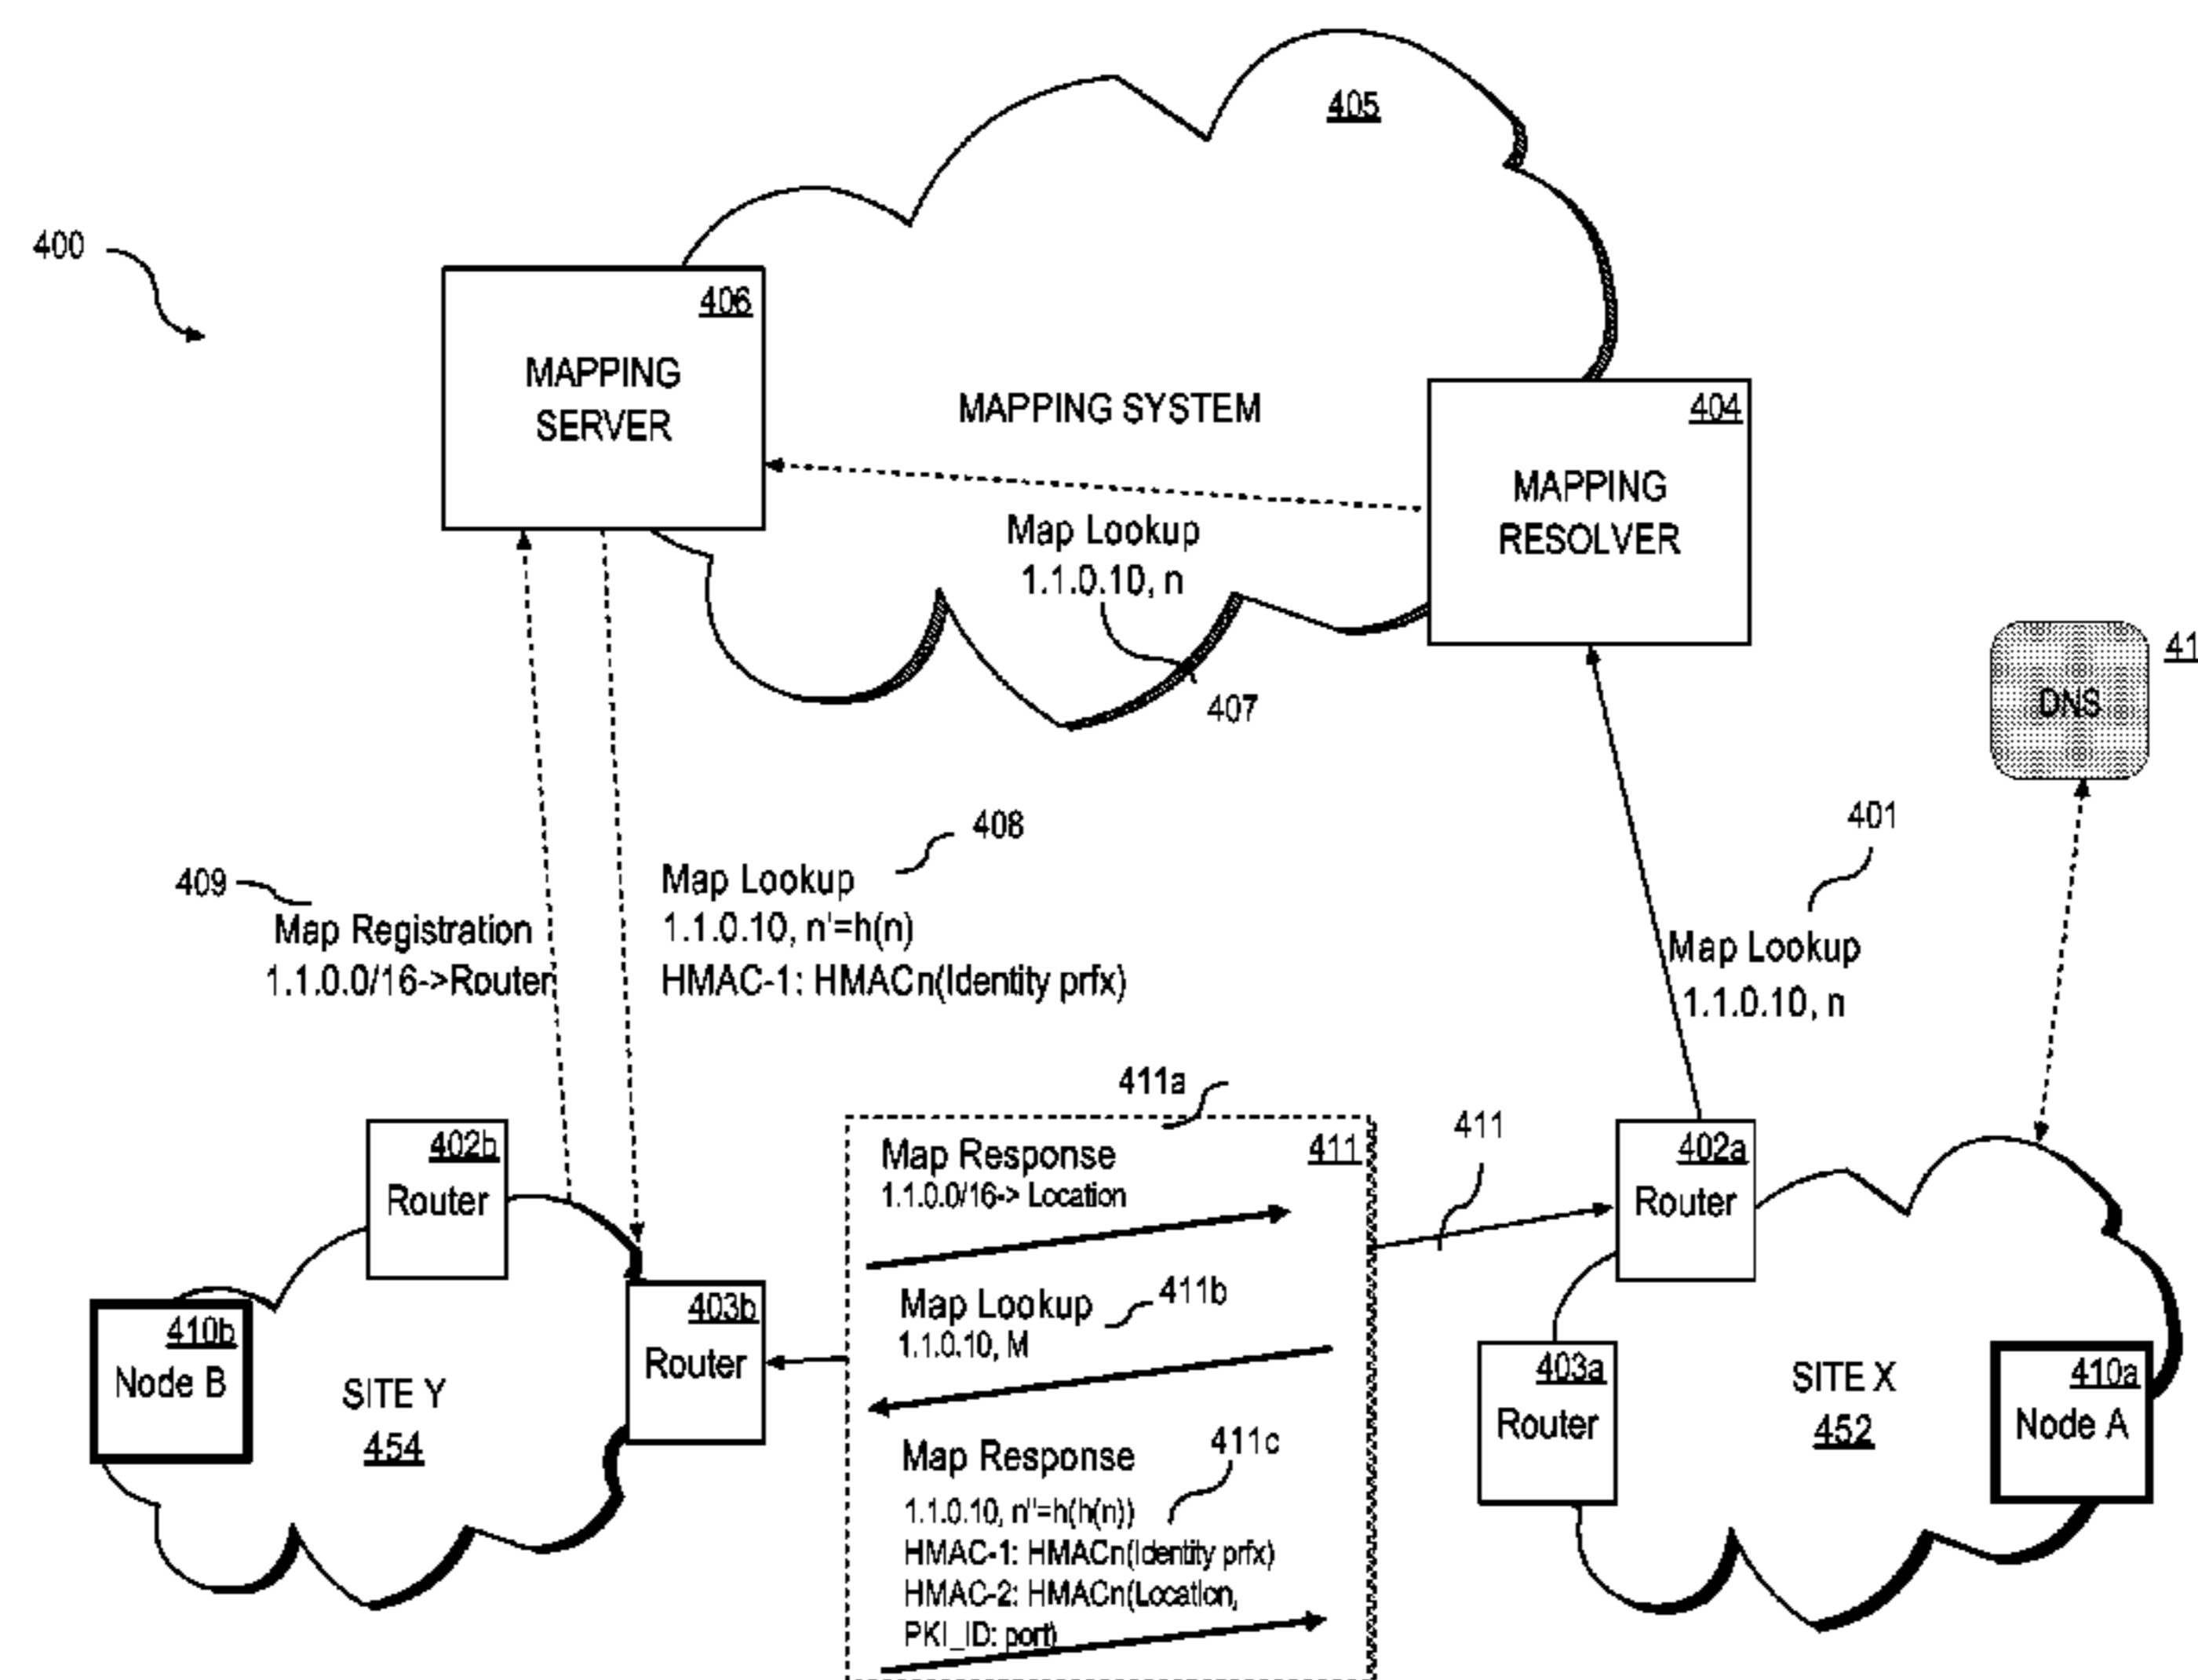 405
400
406
MAPPING
SERVER
MAPPING SYSTEM
404
MAPPING
RESOLVER
Map Lookup
1.1.0.10, n
407
41
DNS
408
401
409
Map Lookup
1.1.0.10, n'=h(n)
HMAC-1: HMACn(Identity prfx)
Map Registration
1.1.0.0/16->Router
Map Lookup
1.1.0.10, n
411a
411
402b
Router
Map Response
1.1.0.0/16-> Location
411
402a
Router
410b
Node B
SITE Y
454
403b
Router
Map Lookup
1.1.0.10, M
411b
403a
Router
SITE X
452
410a
Node A
Map Response
411c
1.1.0.10, n"=h(h(n))
HMAC-1: HMACn(Identity prfx)
HMAC-2: HMACn(Location,
PKI_ID: port)